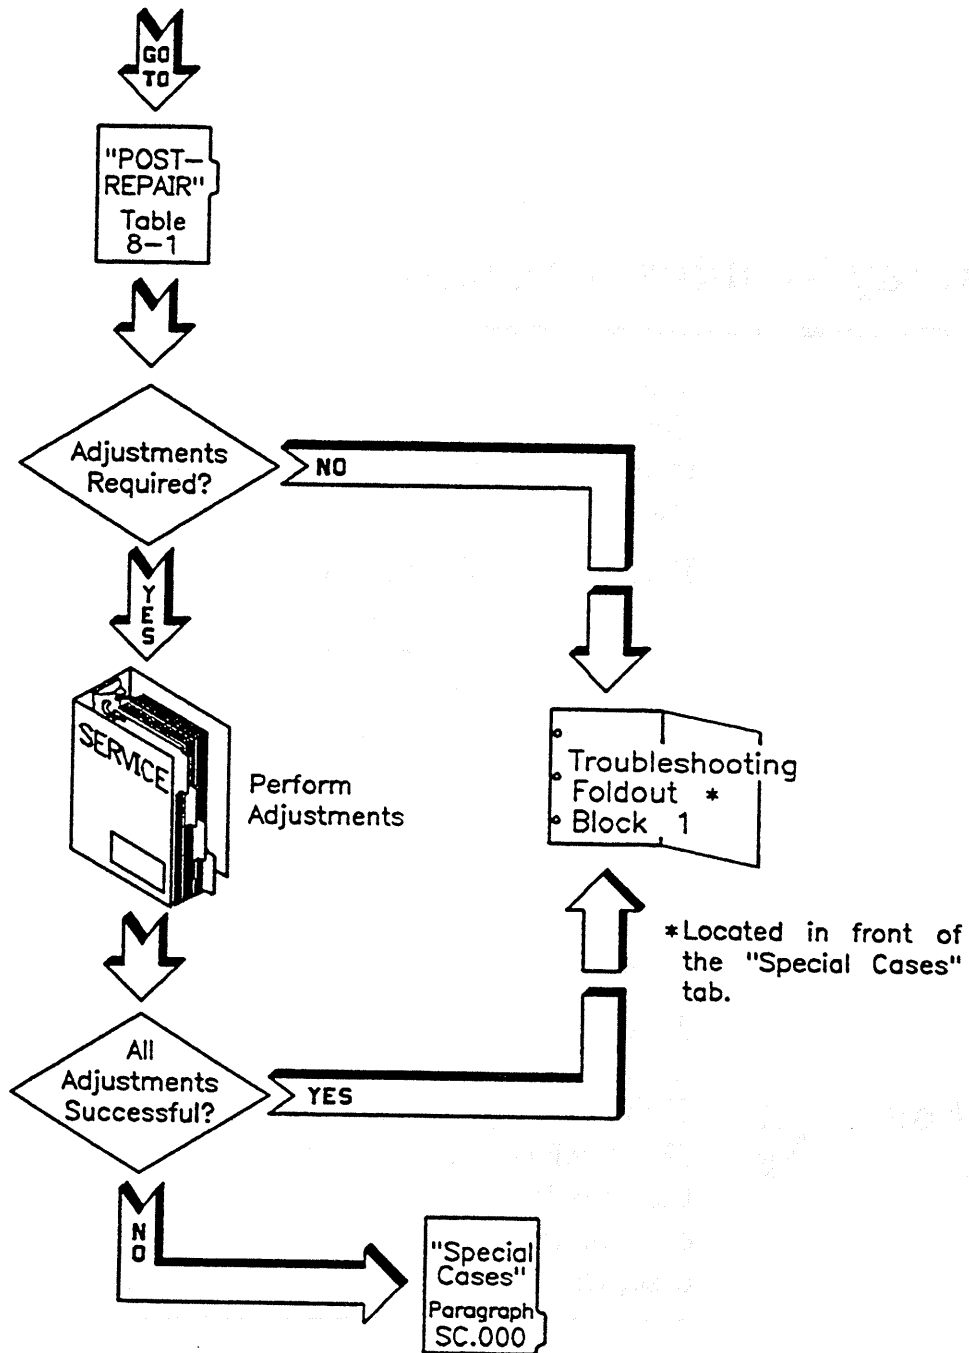 GO
TO
"POST-
REPAIR"
Table
8-1
Adjustments
Required?
NO
YES
SERVICE
Perform
Adjustments
Troubleshooting
Foldout *
Block 1
*Located in front of
the "Special Cases"
tab.
All
Adjustments
Successful?
YES
NO
"Special
Cases"
Paragraph
SC.000